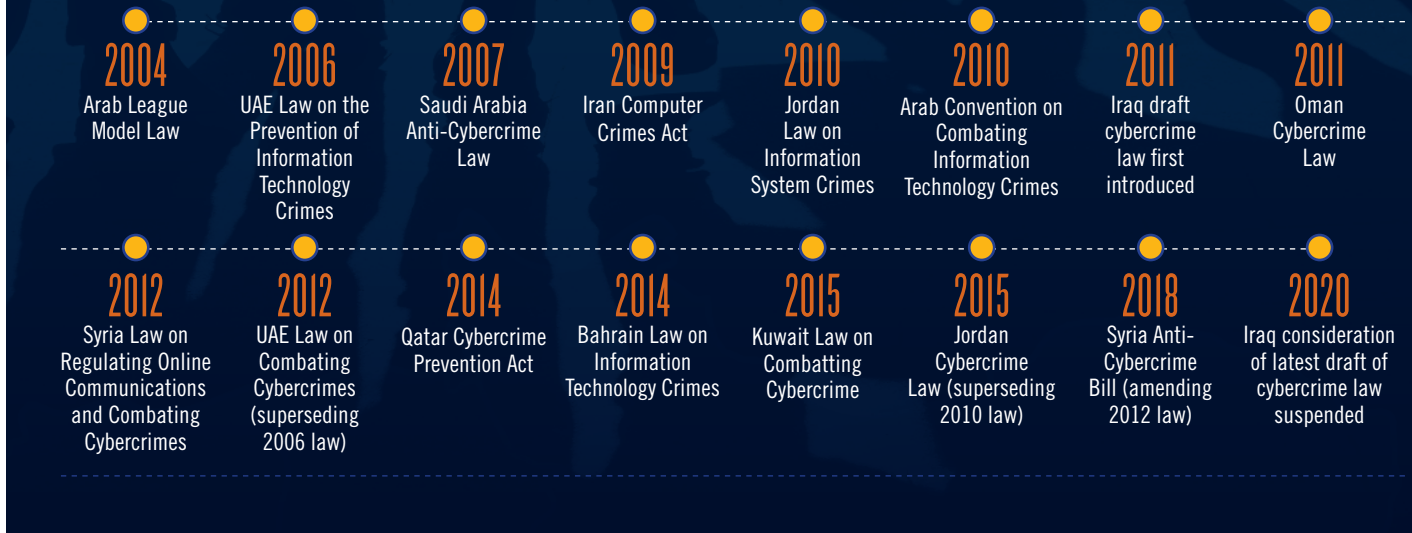 2004
Arab League
Model Law
2006
UAE Law on the
Prevention of
Information
Technology
Crimes
2007
Saudi Arabia
Anti-Cybercrime
Law
2009
Iran Computer
Crimes Act
2010
Jordan
Law on
Information
System Crimes
2010
Arab Convention on
Combating
Information
Technology Crimes
2011
Iraq draft
cybercrime
law first
introduced
2011
Oman
Cybercrime
Law
2012
Syria Law on
Regulating Online
Communications
and Combating
Cybercrimes
2012
UAE Law on
Combating
Cybercrimes
(superseding
2006 law)
2014
Qatar Cybercrime
Prevention Act
2014
Bahrain Law on
Information
Technology Crimes
2015
Kuwait Law on
Combatting
Cybercrime
2015
Jordan
Cybercrime
Law (superseding
2010 law)
2018
Syria Anti-
Cybercrime
Bill (amending
2012 law)
2020
Iraq consideration
of latest draft of
cybercrime law
suspended